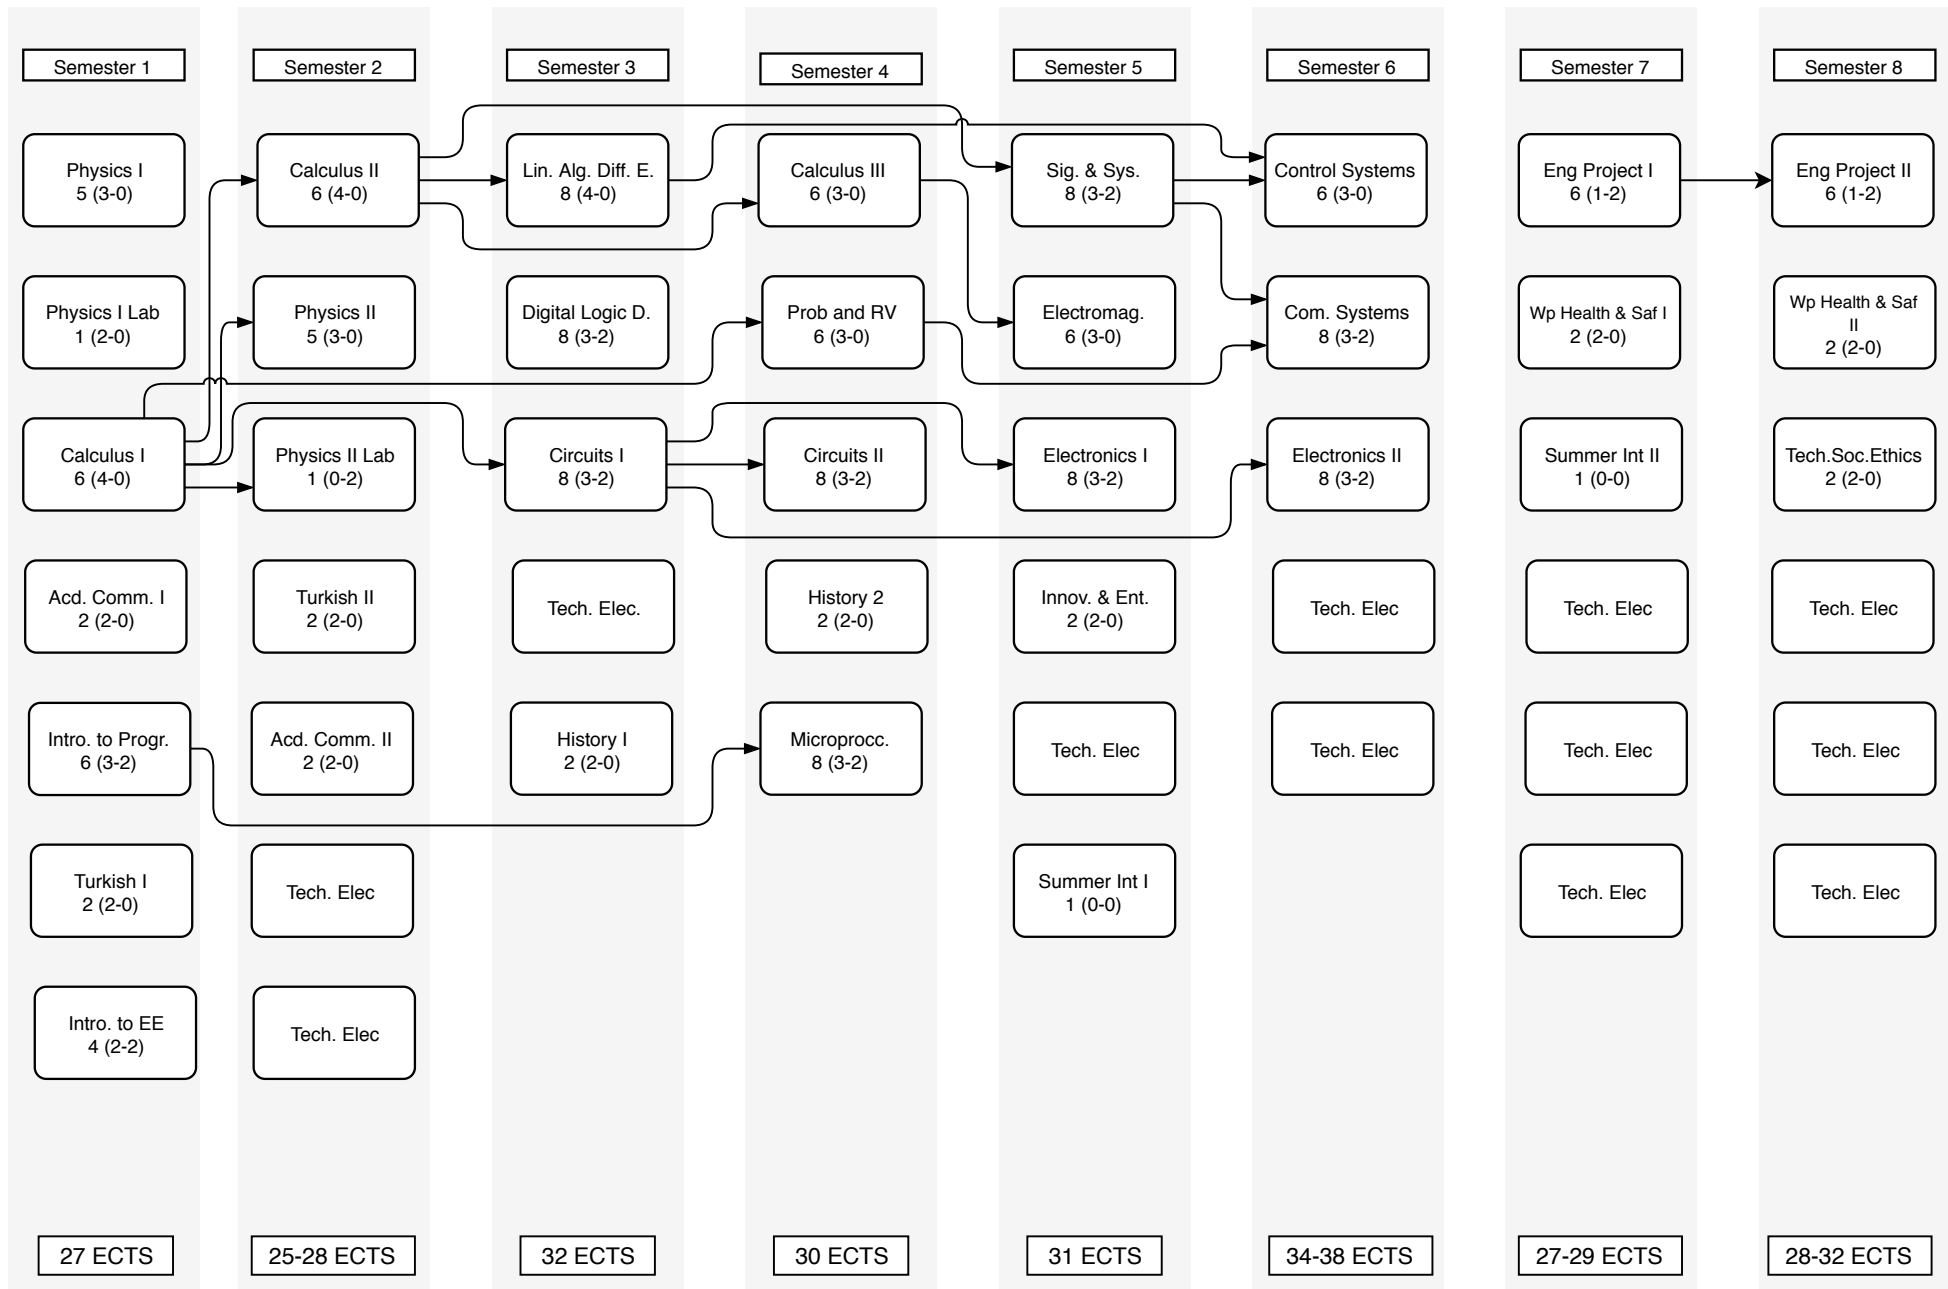 Semester 1
Physics I
5 (3-0)
Physics I Lab
1 (2-0)
Calculus I
6 (4-0)
Acd. Comm. I
2 (2-0)
Intro. to Progr.
6 (3-2)
Turkish I
2 (2-0)
Intro. to EE
4 (2-2)
27 ECTS
Semester 2
Calculus II
6 (4-0)
Physics II
5 (3-0)
Physics II Lab
1 (0-2)
Turkish II
2 (2-0)
Acd. Comm. II
2 (2-0)
Tech. Elec
Tech. Elec
25-28 ECTS
Semester 3
Lin. Alg. Diff. E.
8 (4-0)
Digital Logic D.
8 (3-2)
Circuits I
8 (3-2)
Tech. Elec.
History I
2 (2-0)
32 ECTS
Semester 4
Calculus III
6 (3-0)
Prob and RV
6 (3-0)
Circuits II
8 (3-2)
History 2
2 (2-0)
Microprocc.
8 (3-2)
30 ECTS
Semester 5
Sig. & Sys.
8 (3-2)
Electromag.
6 (3-0)
Electronics I
8 (3-2)
Innov. & Ent.
2 (2-0)
Tech. Elec
Summer Int I
1 (0-0)
31 ECTS
Semester 6
Control Systems
6 (3-0)
Com. Systems
8 (3-2)
Electronics II
8 (3-2)
Tech. Elec
Tech. Elec
34-38 ECTS
Semester 7
Eng Project I
6 (1-2)
Wp Health & Saf I
2 (2-0)
Summer Int II
1 (0-0)
Tech. Elec
Tech. Elec
Tech. Elec
27-29 ECTS
Semester 8
Eng Project II
6 (1-2)
Wp Health & Saf
II
2 (2-0)
Tech.Soc.Ethics
2 (2-0)
Tech. Elec
Tech. Elec
Tech. Elec
28-32 ECTS